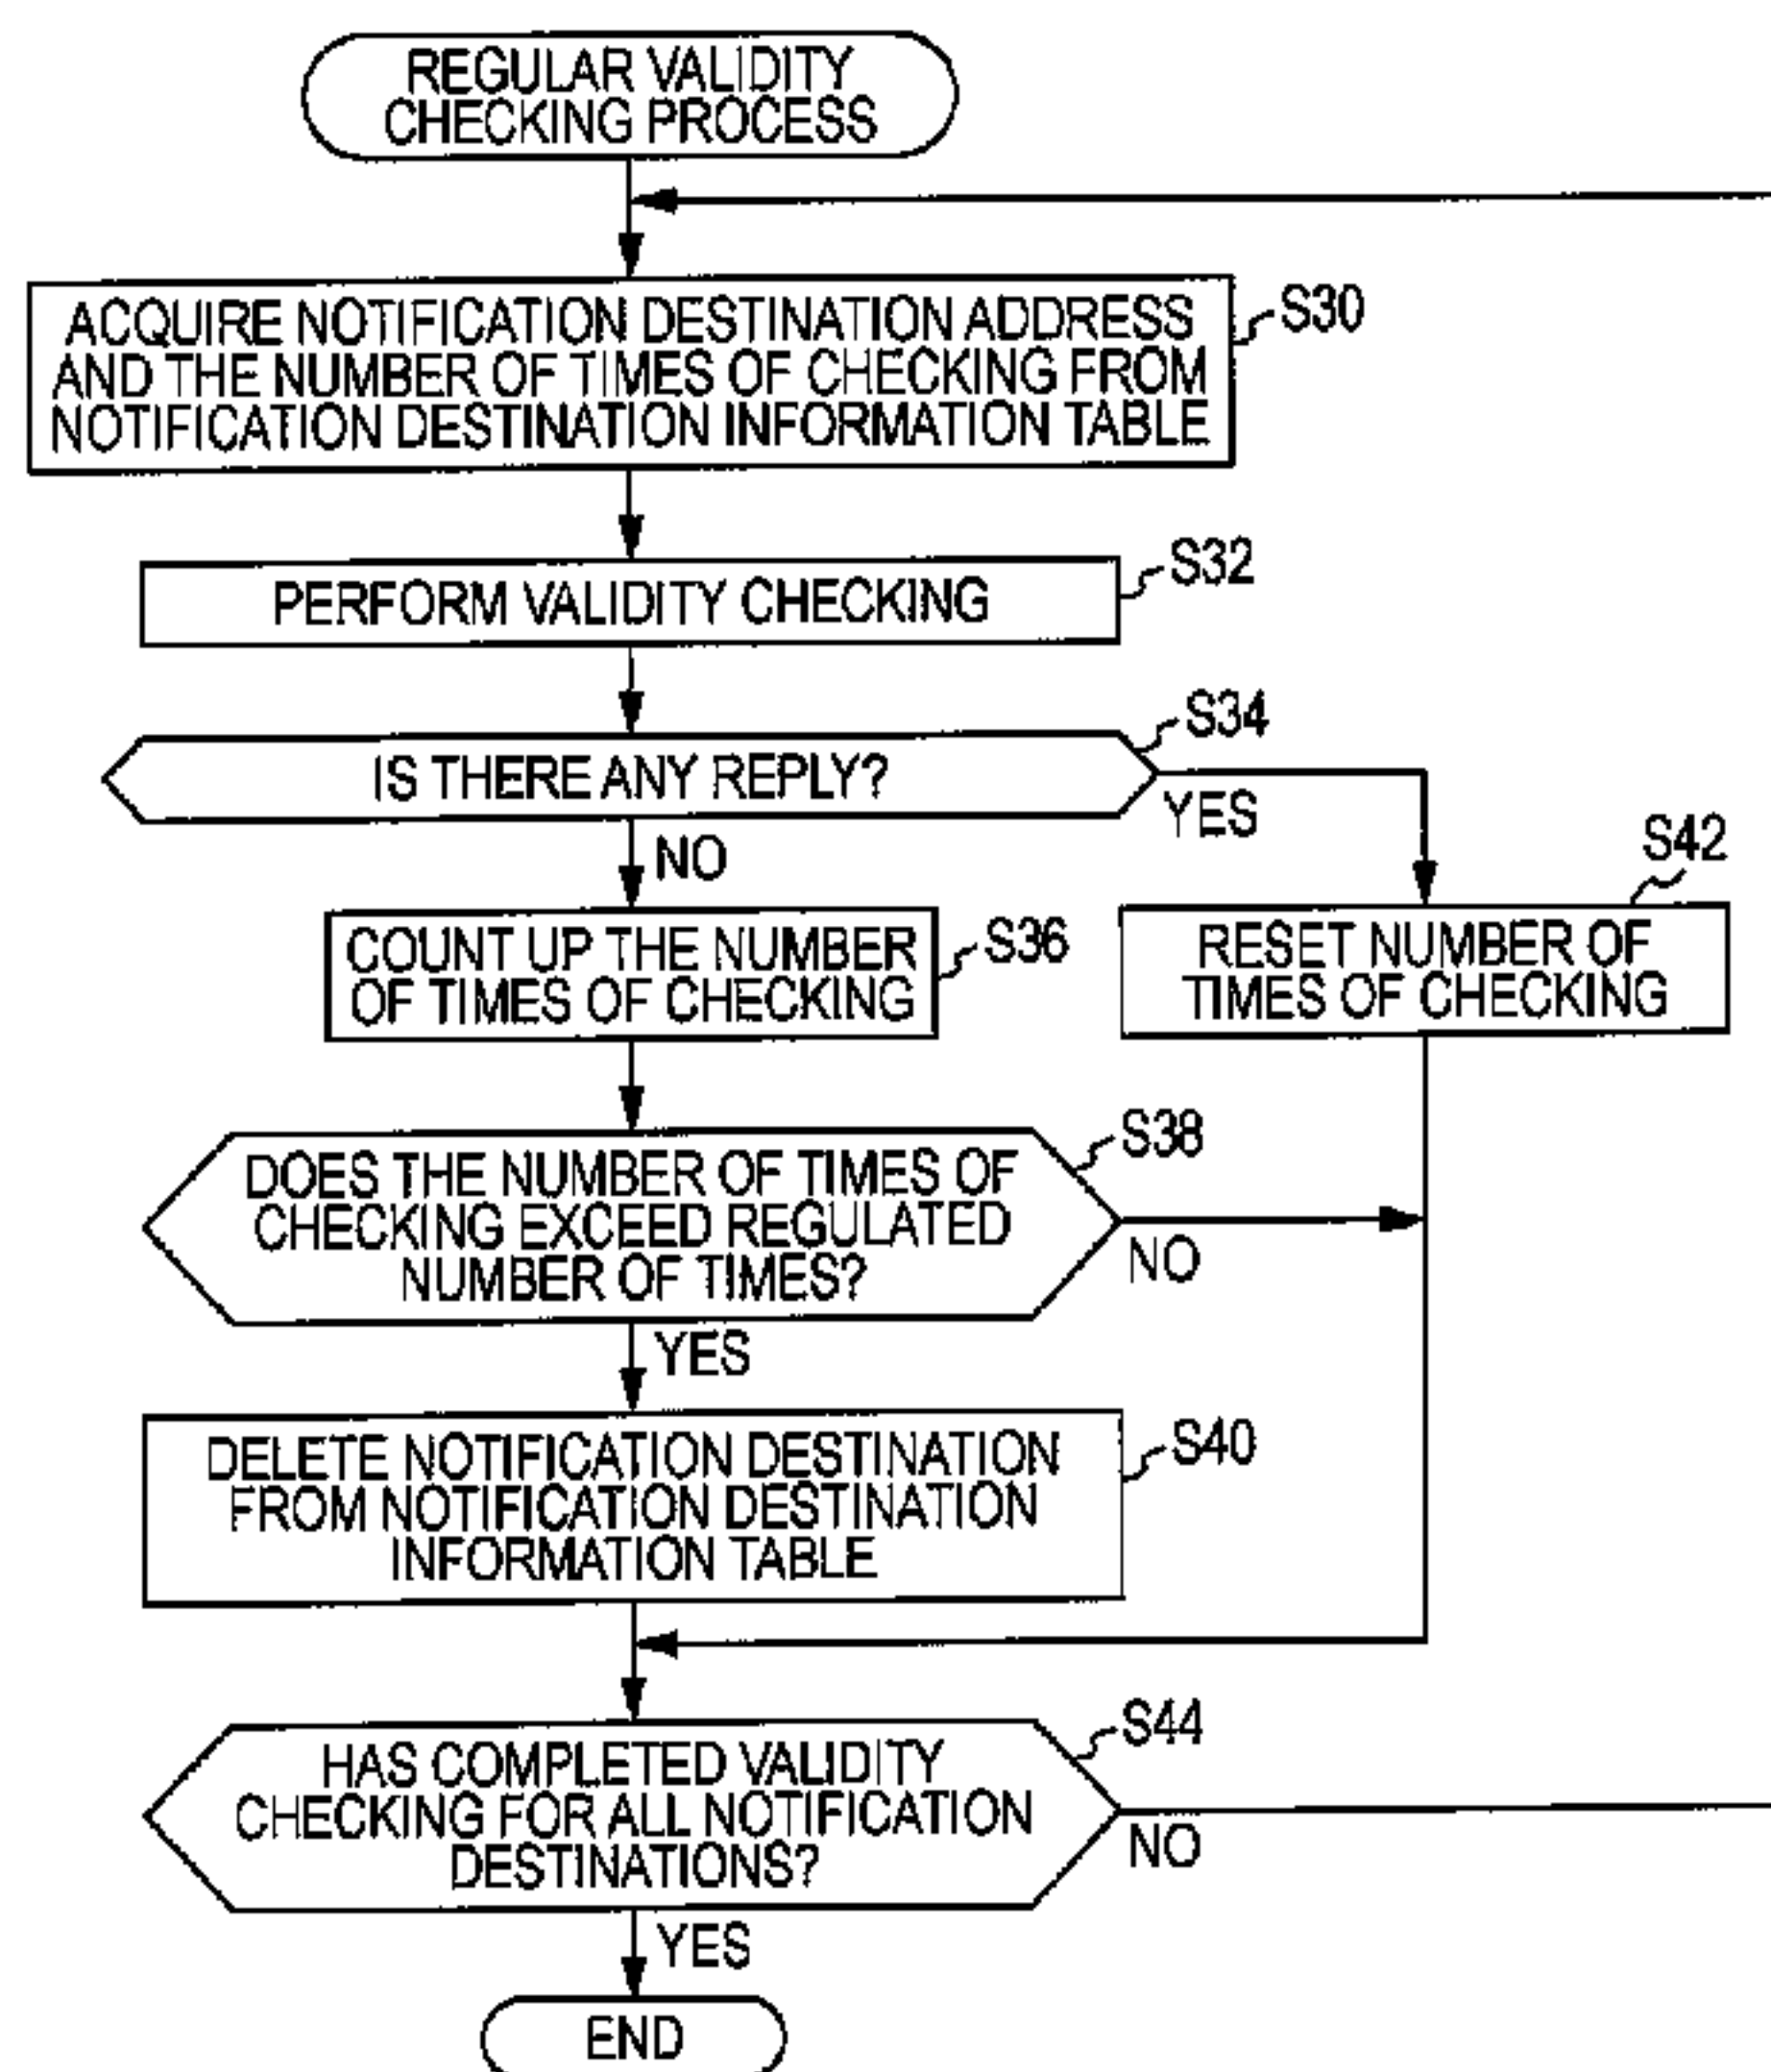 REGULAR VALIDITY
CHECKING PROCESS
ACQUIRE NOTIFICATION DESTINATION ADDRESS
AND THE NUMBER OF TIMES OF CHECKING FROM
NOTIFICATION DESTINATION INFORMATION TABLE
S30
PERFORM VALIDITY CHECKING
S32
IS THERE ANY REPLY?
S34
YES
NO
COUNT UP THE NUMBER
OF TIMES OF CHECKING
S36
RESET NUMBER OF
TIMES OF CHECKING
S42
DOES THE NUMBER OF TIMES OF
CHECKING EXCEED REGULATED
NUMBER OF TIMES?
S38
NO
YES
DELETE NOTIFICATION DESTINATION
FROM NOTIFICATION DESTINATION
INFORMATION TABLE
S40
HAS COMPLETED VALIDITY
CHECKING FOR ALL NOTIFICATION
DESTINATIONS?
S44
NO
YES
END